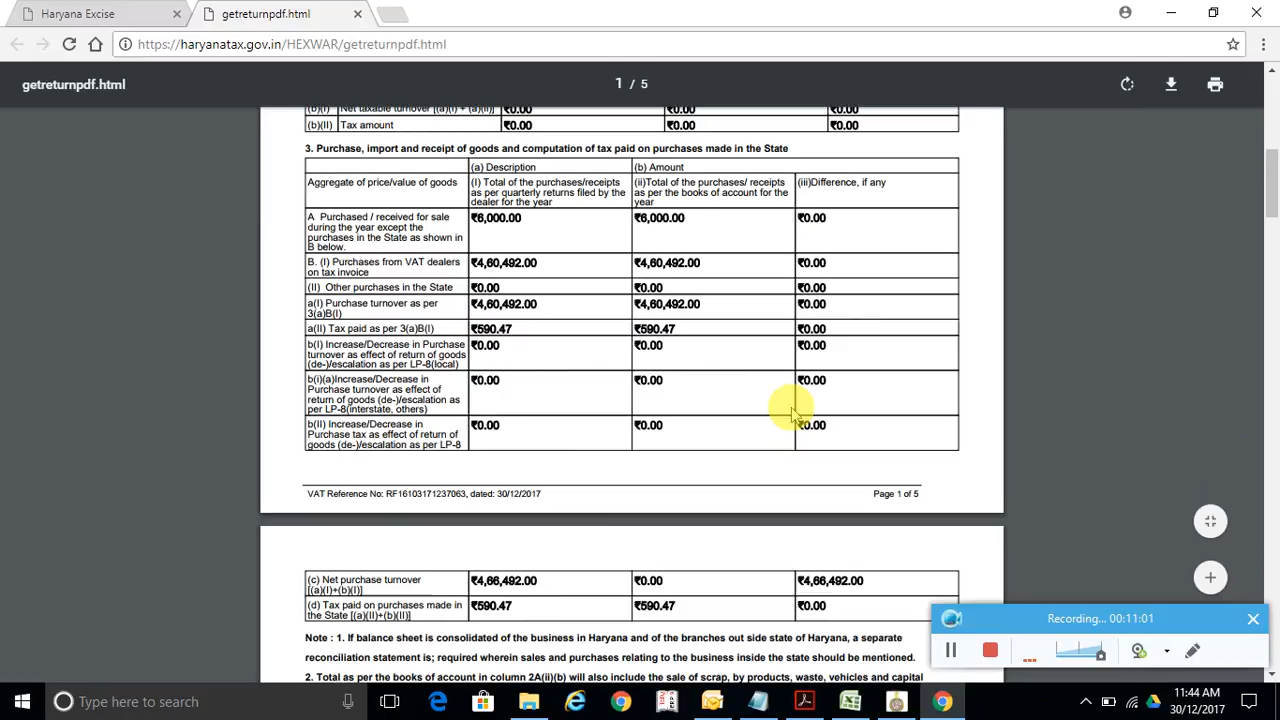 Haryana Excise
getreturnpdf.html
https://haryanatax.gov.in/HEXWAR/getreturnpdf.html
getreturnpdf.html
1 / 5
(b)(I) Net taxable turnover [(a)(I) + (a)(II)] ₹0.00 ₹0.00 ₹0.00
(b)(II) Tax amount ₹0.00 ₹0.00 ₹0.00
3. Purchase, import and receipt of goods and computation of tax paid on purchases made in the State
(a) Description (b) Amount
Aggregate of price/value of goods
(I) Total of the purchases/receipts
as per quarterly returns filed by the
dealer for the year
(ii)Total of the purchases/ receipts
as per the books of account for the
year
(iii)Difference, if any
A Purchased / received for sale
during the year except the
purchases in the State as shown in
B below.
₹6,000.00 ₹6,000.00 ₹0.00
B. (I) Purchases from VAT dealers
on tax invoice
₹4,60,492.00 ₹4,60,492.00 ₹0.00
(II) Other purchases in the State ₹0.00 ₹0.00 ₹0.00
a(I) Purchase turnover as per
3(a)B(I)
₹4,60,492.00 ₹4,60,492.00 ₹0.00
a(II) Tax paid as per 3(a)B(I) ₹590.47 ₹590.47 ₹0.00
b(I) Increase/Decrease in Purchase
turnover as effect of return of goods
(de-)/escalation as per LP-8(local)
₹0.00 ₹0.00 ₹0.00
b(i)(a)Increase/Decrease in
Purchase turnover as effect of
return of goods (de-)/escalation as
per LP-8(interstate, others)
₹0.00 ₹0.00 ₹0.00
b(II) Increase/Decrease in
Purchase tax as effect of return of
goods (de-)/escalation as per LP-8
₹0.00 ₹0.00 ₹0.00
VAT Reference No: RF16103171237063, dated: 30/12/2017 Page 1 of 5
(c) Net purchase turnover
[(a)(I)+(b)(I)]
₹4,66,492.00 ₹0.00 ₹4,66,492.00
(d) Tax paid on purchases made in
the State [(a)(II)+(b)(II)]
₹590.47 ₹590.47 ₹0.00
Note : 1. If balance sheet is consolidated of the business in Haryana and of the branches out side state of Haryana, a separate
reconciliation statement is; required wherein sales and purchases relating to the business inside the state should be mentioned.
2. Total as per the books of account in column 2A(ii)(b) will also include the sale of scrap, by products, waste, vehicles and capital
Recording... 00:11:01
Type here to search
11:44 AM
30/12/2017